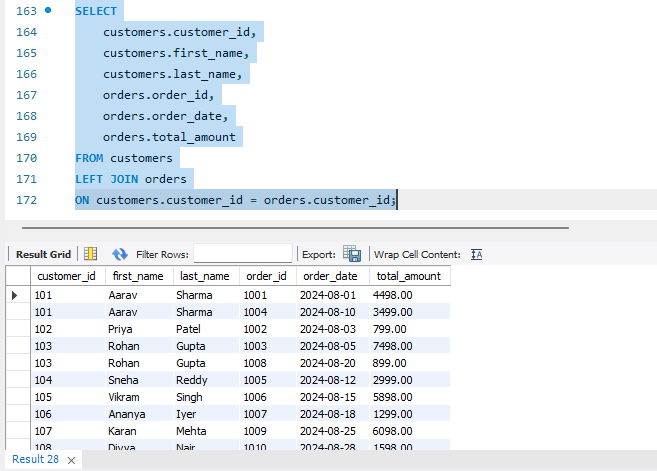 163 SELECT
164 customers.customer_id,
165 customers.first_name,
166 customers.last_name,
167 orders.order_id,
168 orders.order_date,
169 orders.total_amount
170 FROM customers
171 LEFT JOIN orders
172 ON customers.customer_id = orders.customer_id;
Result Grid Filter Rows: Export: Wrap Cell Content: IA
customer_id first_name last_name order_id order_date total_amount
101 Aarav Sharma 1001 2024-08-01 4498.00
101 Aarav Sharma 1004 2024-08-10 3499.00
102 Priya Patel 1002 2024-08-03 799.00
103 Rohan Gupta 1003 2024-08-05 7498.00
103 Rohan Gupta 1008 2024-08-20 899.00
104 Sneha Reddy 1005 2024-08-12 2999.00
105 Vikram Singh 1006 2024-08-15 5898.00
106 Ananya Iyer 1007 2024-08-18 1299.00
107 Karan Mehta 1009 2024-08-25 6098.00
108 Divya Nair 1010 2024-08-28 1598.00
Result 28